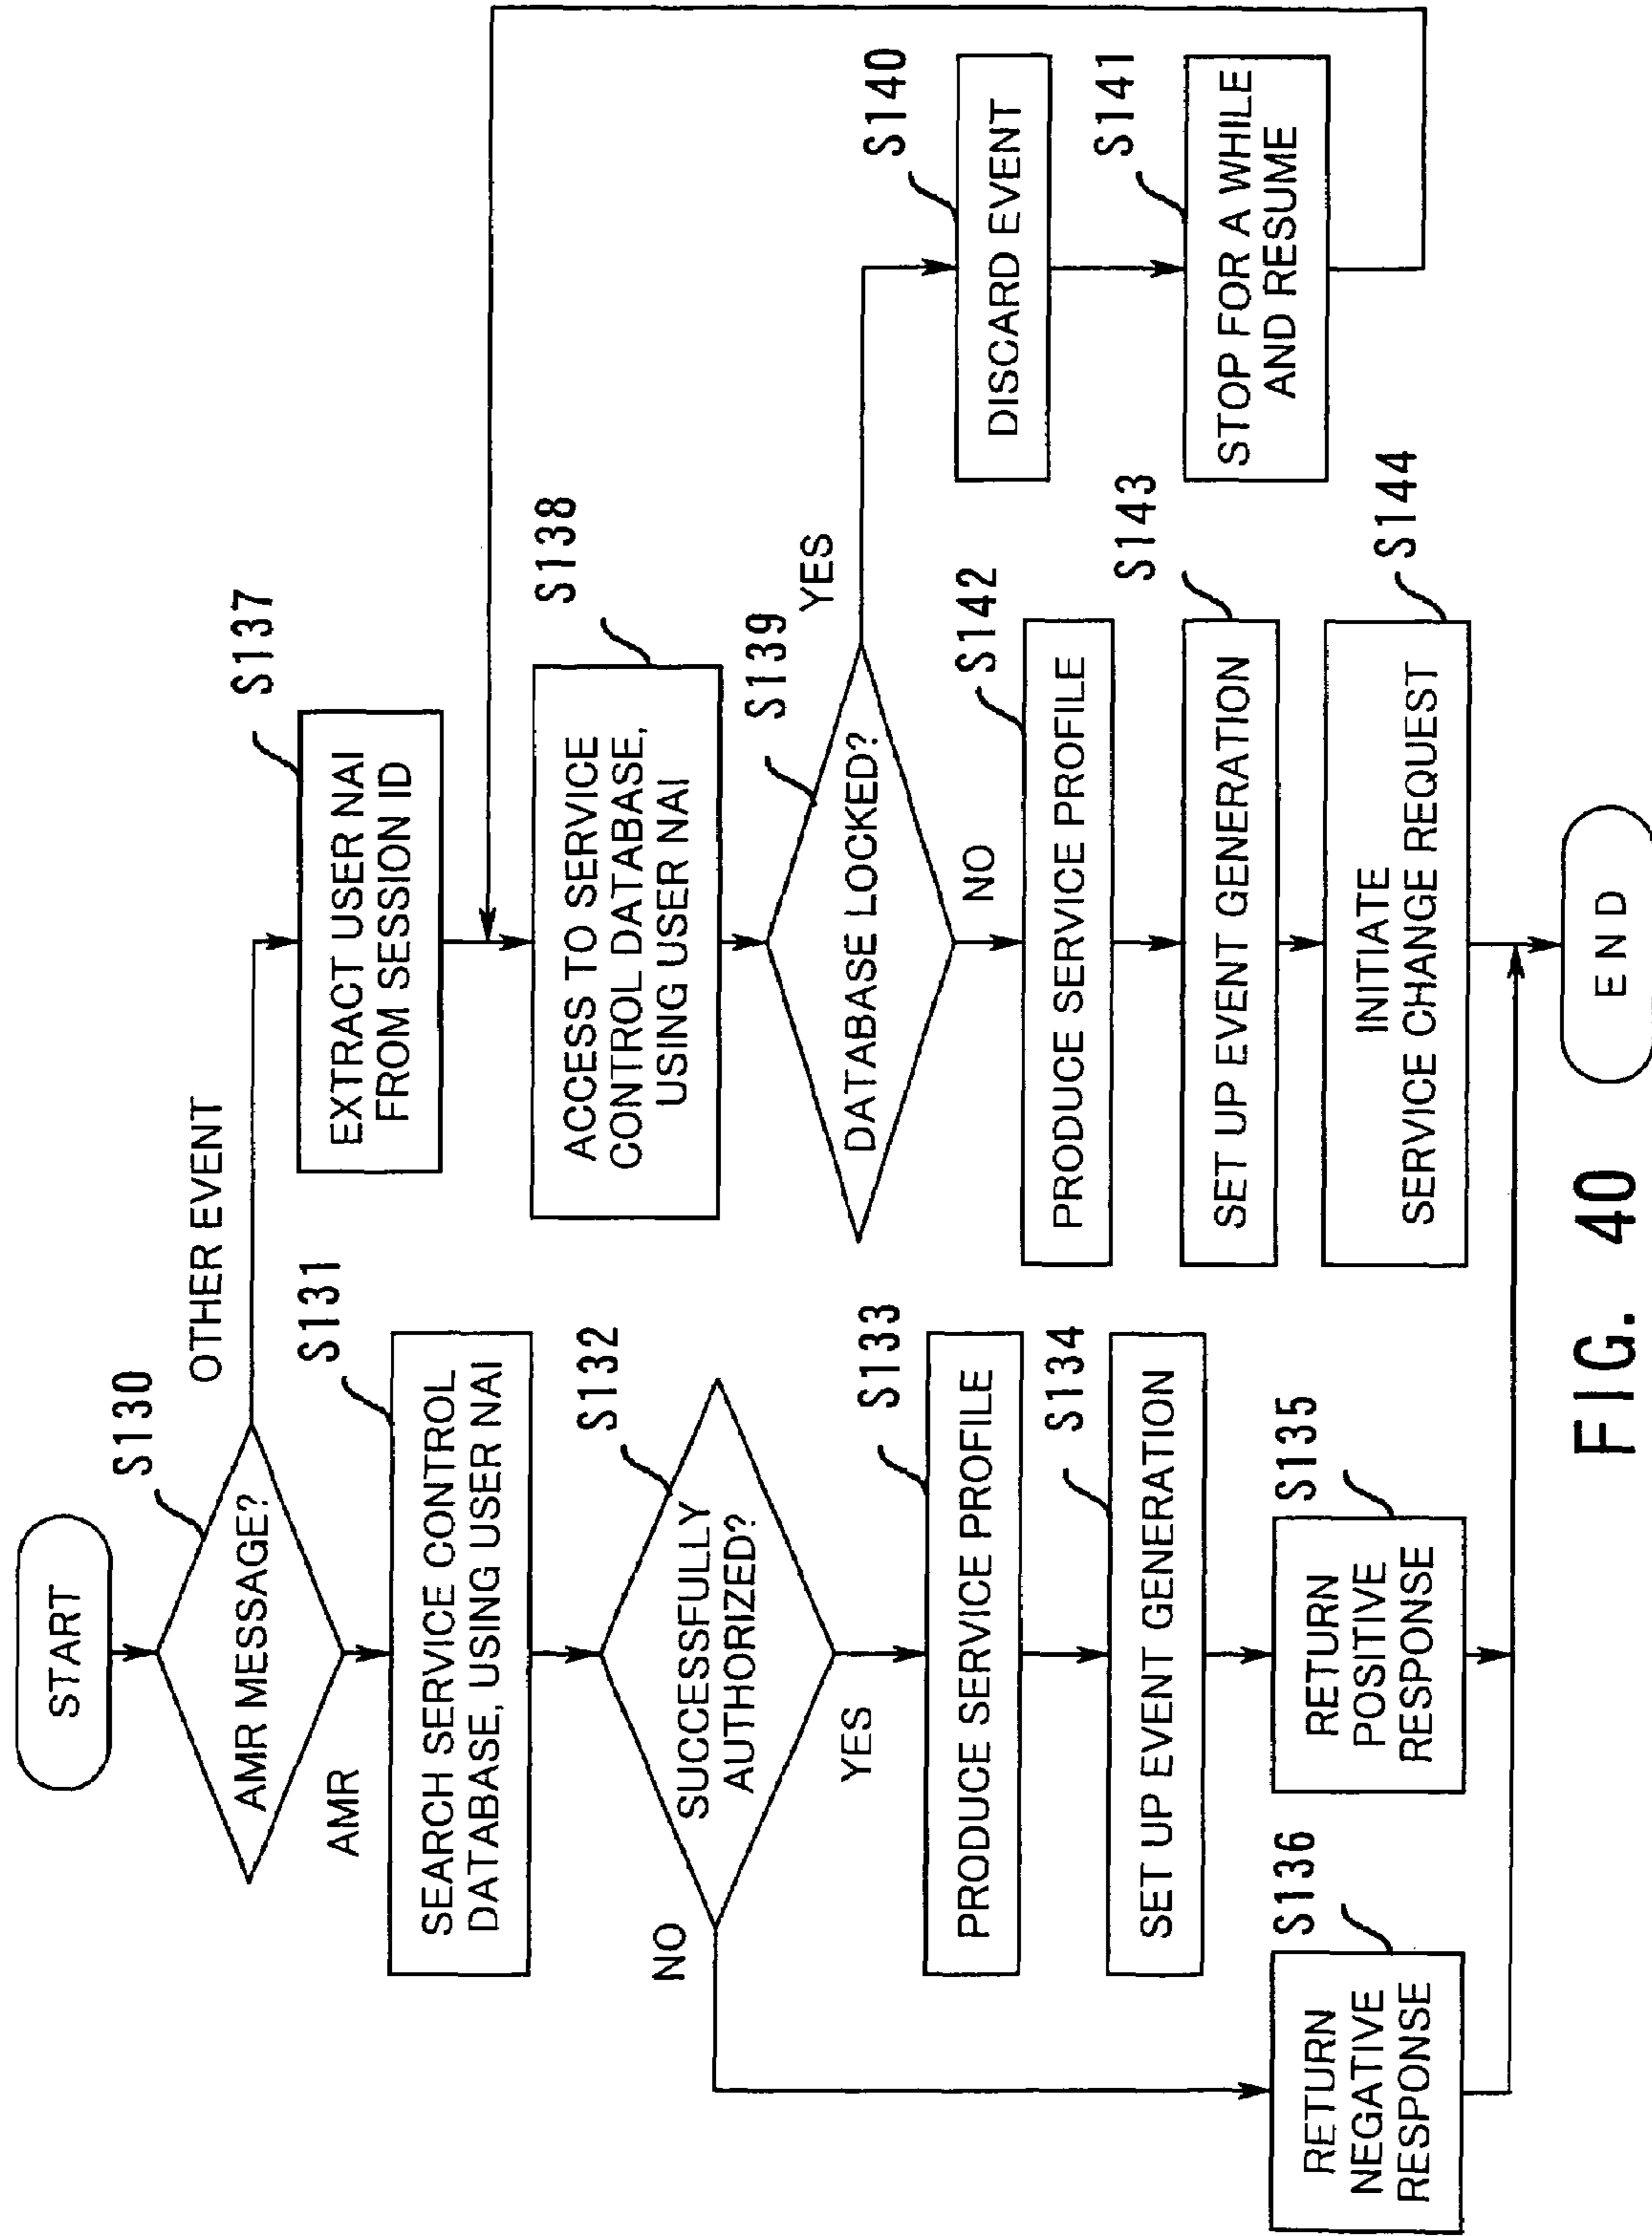 START
S130
AMR MESSAGE?
OTHER EVENT
AMR
S131
SEARCH SERVICE CONTROL
DATABASE, USING USER NAI
S132
SUCCESSFULLY
AUTHORIZED?
NO
YES
S133
PRODUCE SERVICE PROFILE
S134
SET UP EVENT GENERATION
S135
RETURN
POSITIVE
RESPONSE
S136
RETURN
NEGATIVE
RESPONSE
S137
EXTRACT USER NAI
FROM SESSION ID
S138
ACCESS TO SERVICE
CONTROL DATABASE,
USING USER NAI
S139
DATABASE LOCKED?
YES
NO
S140
DISCARD EVENT
S141
STOP FOR A WHILE
AND RESUME
S142
PRODUCE SERVICE PROFILE
S143
SET UP EVENT GENERATION
S144
INITIATE
SERVICE CHANGE REQUEST
END
FIG. 40